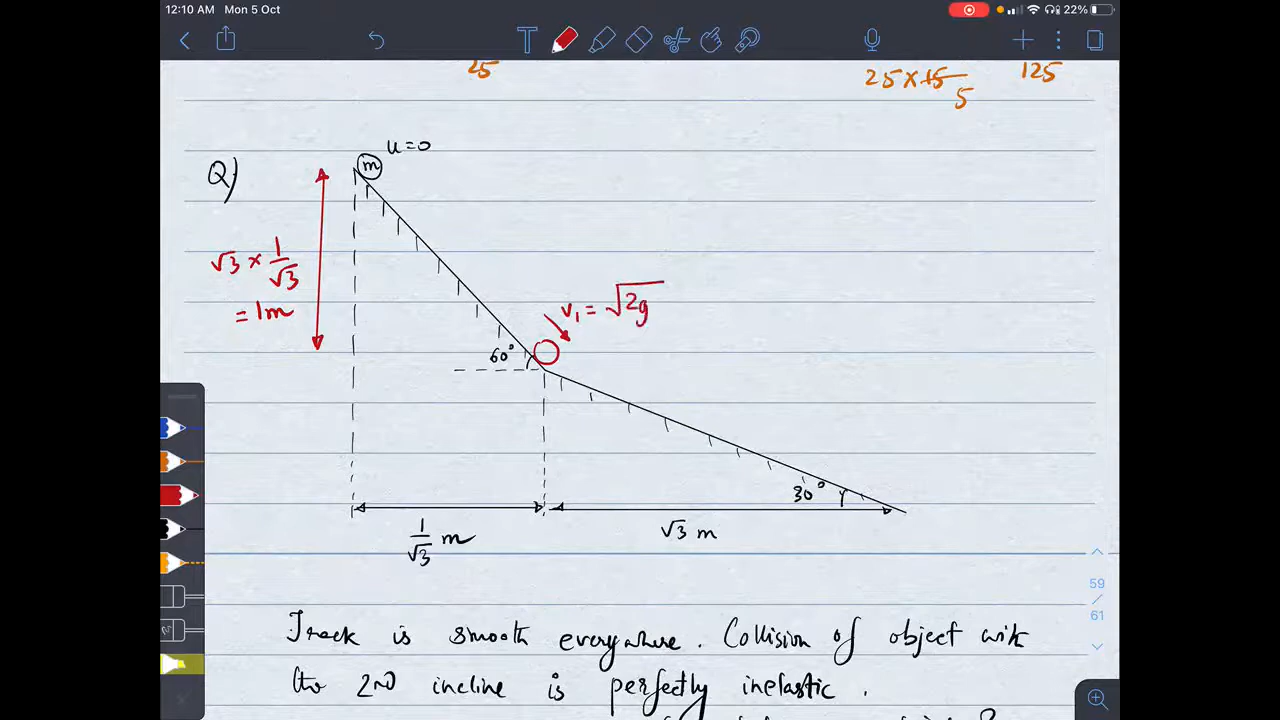 12:10 AM Mon 5 Oct
22%
25
25 × 15
5
125
Q)
m
u=0
√3 × 1/√3
= 1m
v₁ = √2g
60°
30°
1/√3 m
√3 m
59
/
61
Track is smooth everywhere. Collision of object with
the 2ND incline is perfectly inelastic.